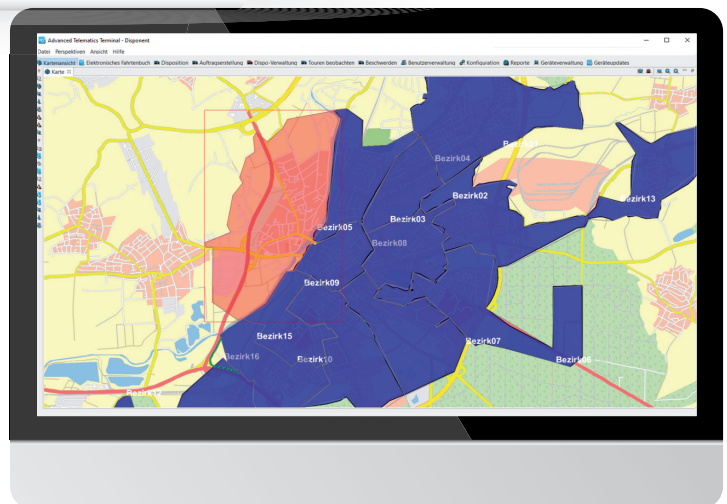 Advanced Telematics Terminal - Disponent
Datei Perspektiven Ansicht Hilfe
Kartenansicht Elektronisches Fahrtenbuch Disposition Auftragserstellung Dispo-Verwaltung Touren beobachten Beschwerden Benutzerverwaltung Konfiguration Reporte Geräteverwaltung Geräteupdates
Karte
Bezirk04
Bezirk02
Bezirk13
Bezirk03
Bezirk05
Bezirk08
Bezirk09
Bezirk15
Bezirk07
Bezirk16
Bezirk10
Bezirk06
Bezirk12